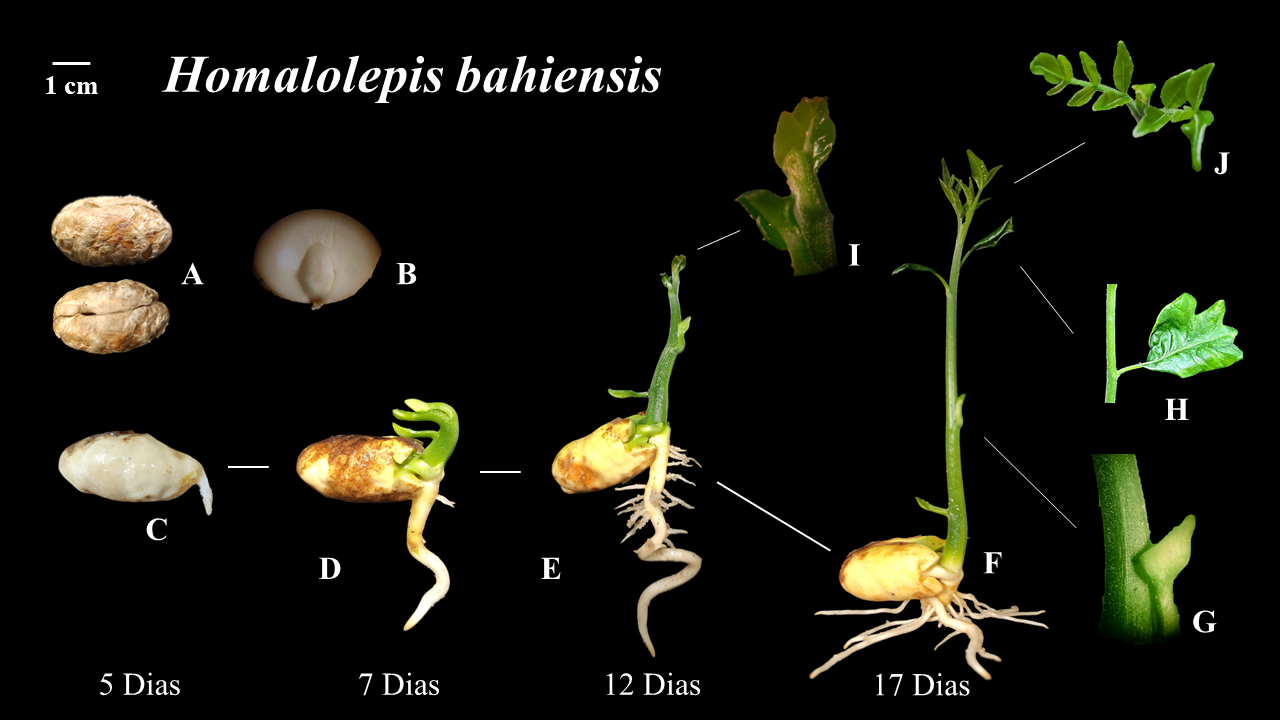 Homalolepis bahiensis
1 cm
A
B
C
D
E
F
G
H
I
J
5 Dias
7 Dias
12 Dias
17 Dias